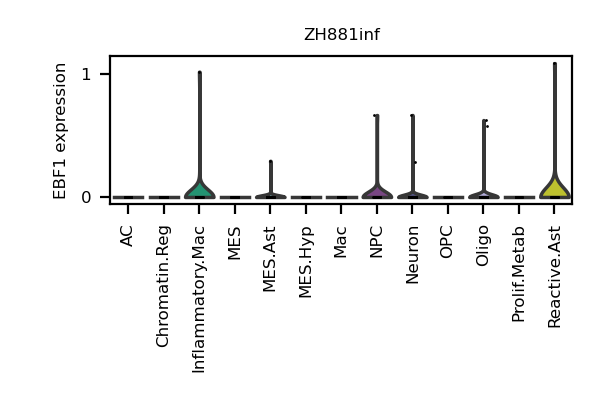 ZH881inf
EBF1 expression
1
0
AC
Chromatin.Reg
Inflammatory.Mac
MES
MES.Ast
MES.Hyp
Mac
NPC
Neuron
OPC
Oligo
Prolif.Metab
Reactive.Ast